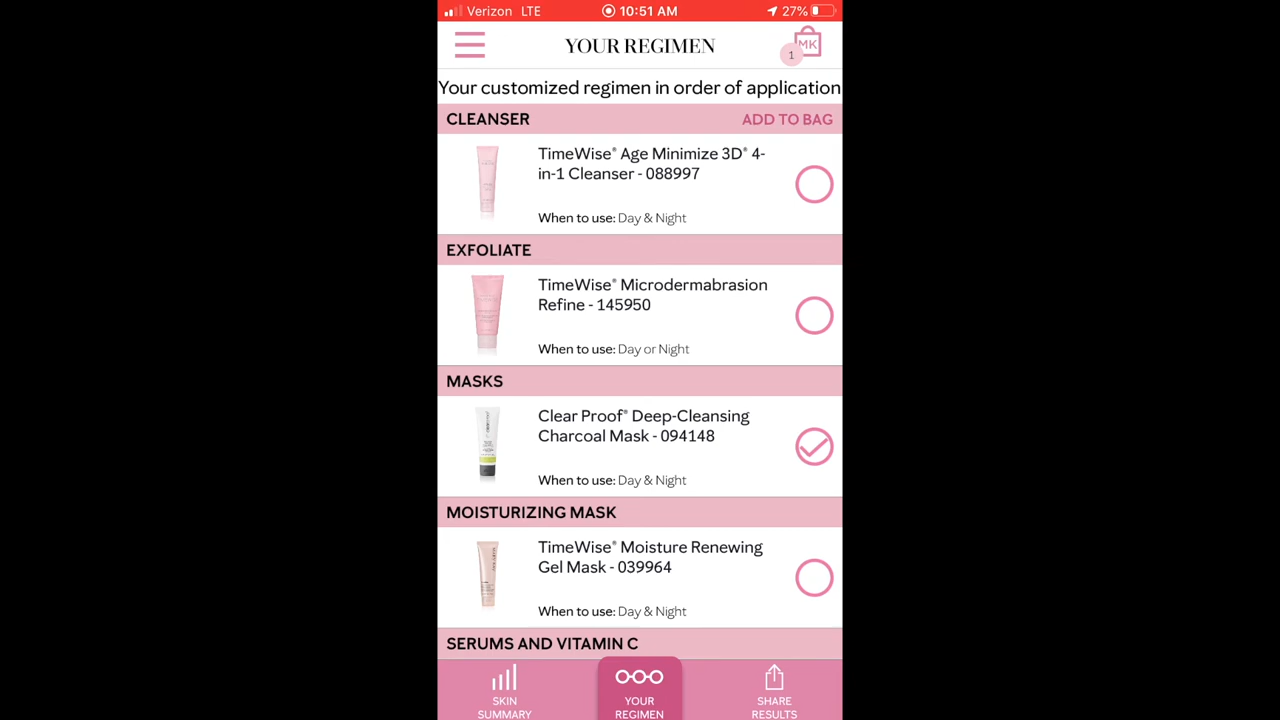 Verizon LTE 10:51 AM 27%
YOUR REGIMEN
MK
1
Your customized regimen in order of application
CLEANSER ADD TO BAG
TimeWise® Age Minimize 3D® 4-
in-1 Cleanser - 088997
When to use: Day & Night
EXFOLIATE
TimeWise® Microdermabrasion
Refine - 145950
When to use: Day or Night
MASKS
Clear Proof® Deep-Cleansing
Charcoal Mask - 094148
When to use: Day & Night
MOISTURIZING MASK
TimeWise® Moisture Renewing
Gel Mask - 039964
When to use: Day & Night
SERUMS AND VITAMIN C
SKIN
SUMMARY
YOUR
REGIMEN
SHARE
RESULTS